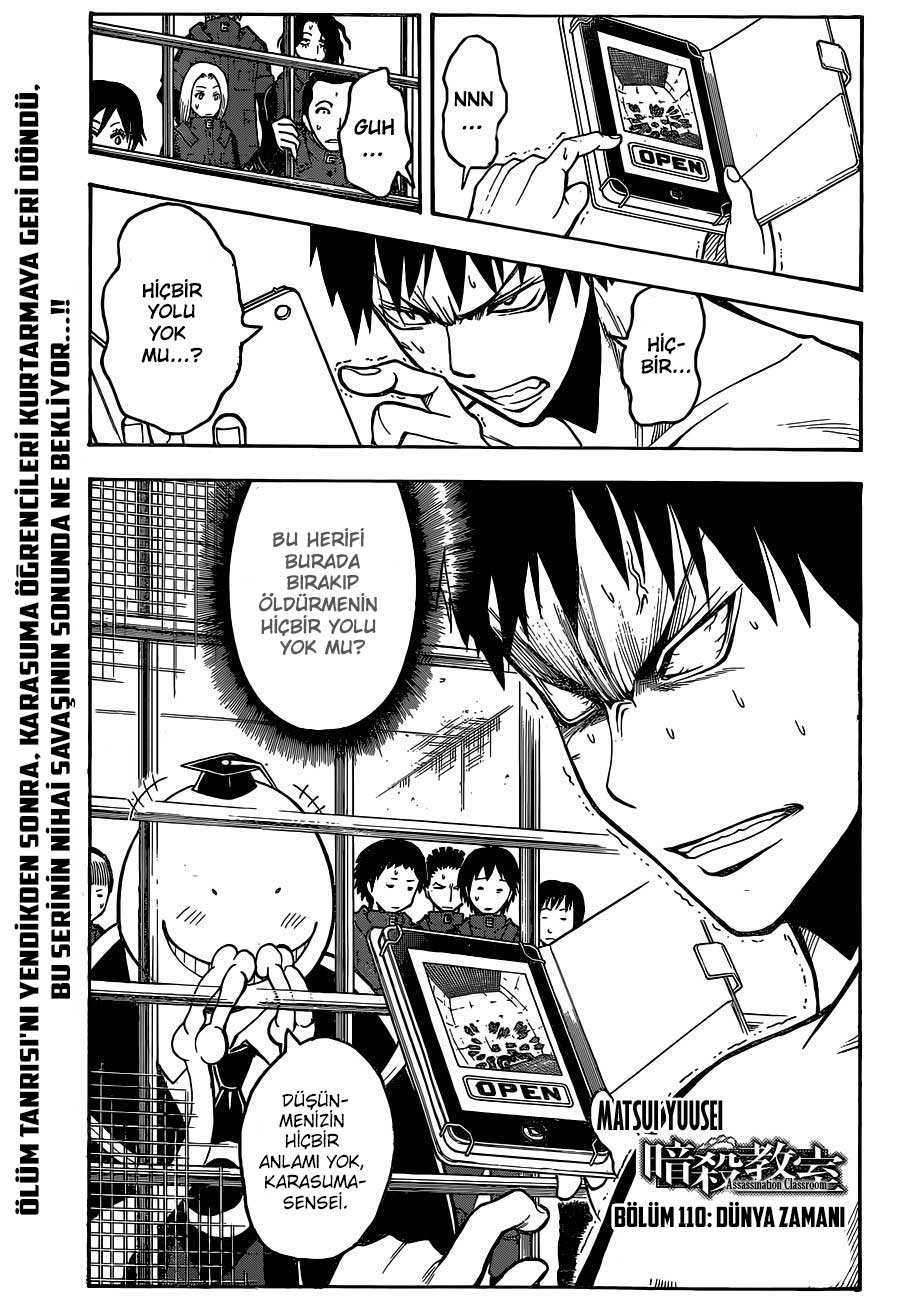 ÖLÜM TANRISI'NI YENDİKDEN SONRA, KARASUMA ÖĞRENCİLERİ KURTARMAYA GERİ DÖNDÜ,
BU SERİNİN NİHAİ SAVAŞININ SONUNDA NE BEKLİYOR...!!
NNN
...
OPEN
GUH
...
HİÇ-
BİR...
HİÇBİR
YOLU
YOK
MU...?
BU HERİFİ
BURADA
BIRAKIP
ÖLDÜRMENİN
HİÇBİR YOLU
YOK MU?
OPEN
DÜŞÜN-
MENİZİN
HİÇBİR
ANLAMI YOK,
KARASUMA-
SENSEI.
MATSUI YUUSEI
暗殺教室
Assassination Classroom
BÖLÜM 110: DÜNYA ZAMANI